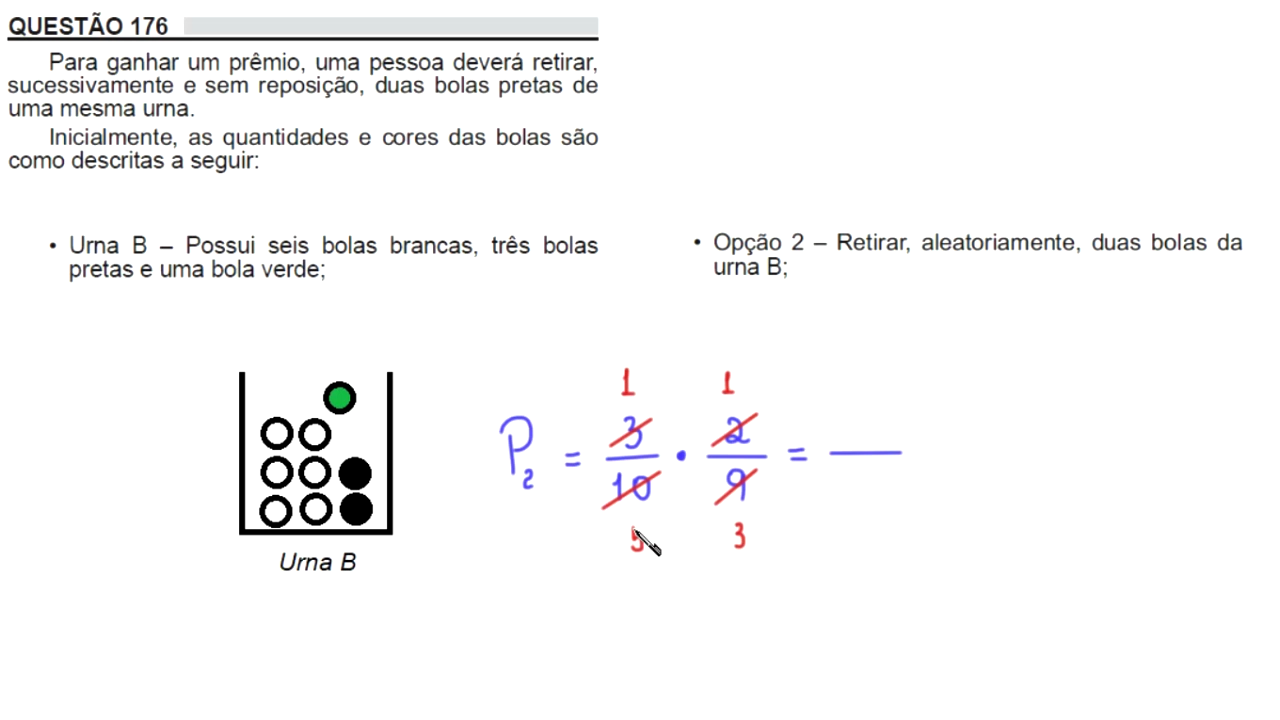 QUESTÃO 176
Para ganhar um prêmio, uma pessoa deverá retirar,
sucessivamente e sem reposição, duas bolas pretas de
uma mesma urna.
Inicialmente, as quantidades e cores das bolas são
como descritas a seguir:
• Urna B – Possui seis bolas brancas, três bolas
pretas e uma bola verde;
• Opção 2 – Retirar, aleatoriamente, duas bolas da
urna B;
1 1
P2 = 3/10 · 2/9 =
5 3
Urna B